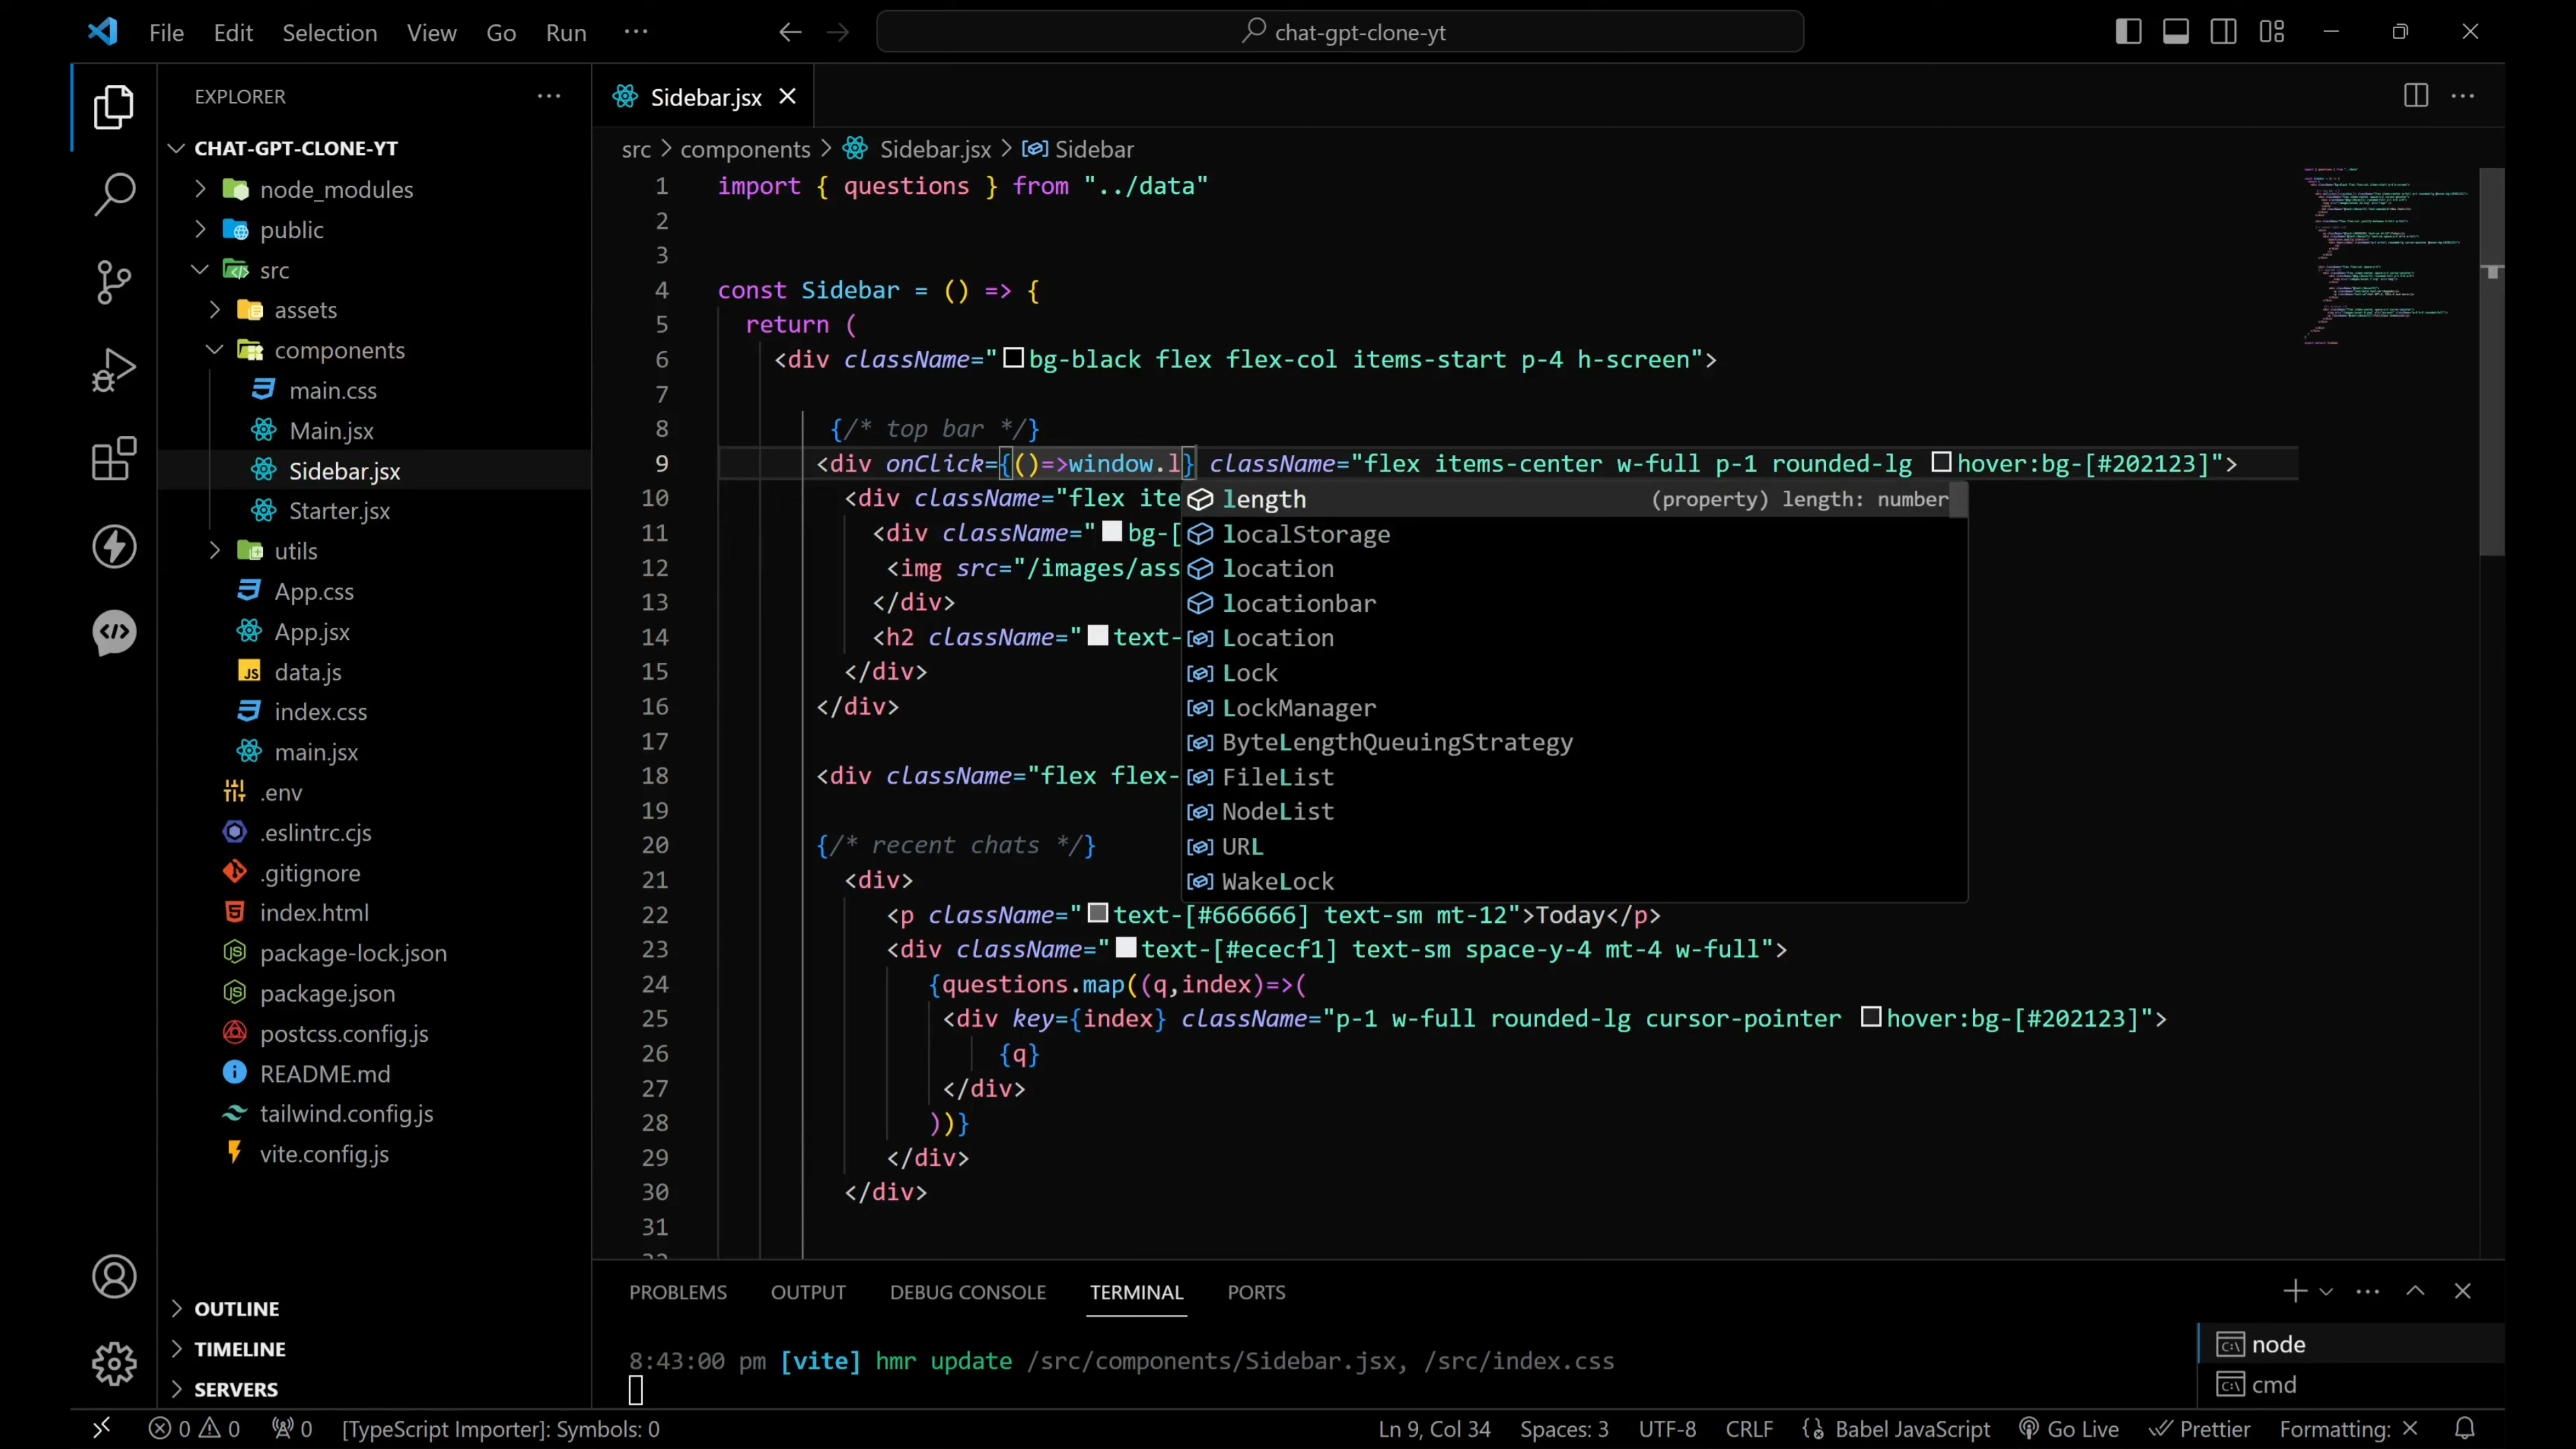 File Edit Selection View Go Run ··· chat-gpt-clone-yt
EXPLORER
CHAT-GPT-CLONE-YT
node_modules
public
src
assets
components
main.css
Main.jsx
Sidebar.jsx
Starter.jsx
utils
App.css
App.jsx
data.js
index.css
main.jsx
.env
.eslintrc.cjs
.gitignore
index.html
package-lock.json
package.json
postcss.config.js
README.md
tailwind.config.js
vite.config.js
OUTLINE
TIMELINE
SERVERS
Sidebar.jsx
src > components > Sidebar.jsx > Sidebar
1 import { questions } from "../data"
2
3
4 const Sidebar = () => {
5 return (
6 <div className="bg-black flex flex-col items-start p-4 h-screen">
7
8 {/* top bar */}
9 <div onClick={()=>window.l} className="flex items-center w-full p-1 rounded-lg hover:bg-[#202123]">
10 <div className="flex ite
11 <div className="bg-[
12 <img src="/images/ass
13 </div>
14 <h2 className="text-
15 </div>
16 </div>
17
18 <div className="flex flex-
19
20 {/* recent chats */}
21 <div>
22 <p className="text-[#666666] text-sm mt-12">Today</p>
23 <div className="text-[#ececf1] text-sm space-y-4 mt-4 w-full">
24 {questions.map((q,index)=>(
25 <div key={index} className="p-1 w-full rounded-lg cursor-pointer hover:bg-[#202123]">
26 {q}
27 </div>
28 ))}
29 </div>
30 </div>
31
length (property) length: number
localStorage
location
locationbar
Location
Lock
LockManager
ByteLengthQueuingStrategy
FileList
NodeList
URL
WakeLock
PROBLEMS OUTPUT DEBUG CONSOLE TERMINAL PORTS
8:43:00 pm [vite] hmr update /src/components/Sidebar.jsx, /src/index.css
node
cmd
0 0 0 [TypeScript Importer]: Symbols: 0 Ln 9, Col 34 Spaces: 3 UTF-8 CRLF Babel JavaScript Go Live Prettier Formatting: ×